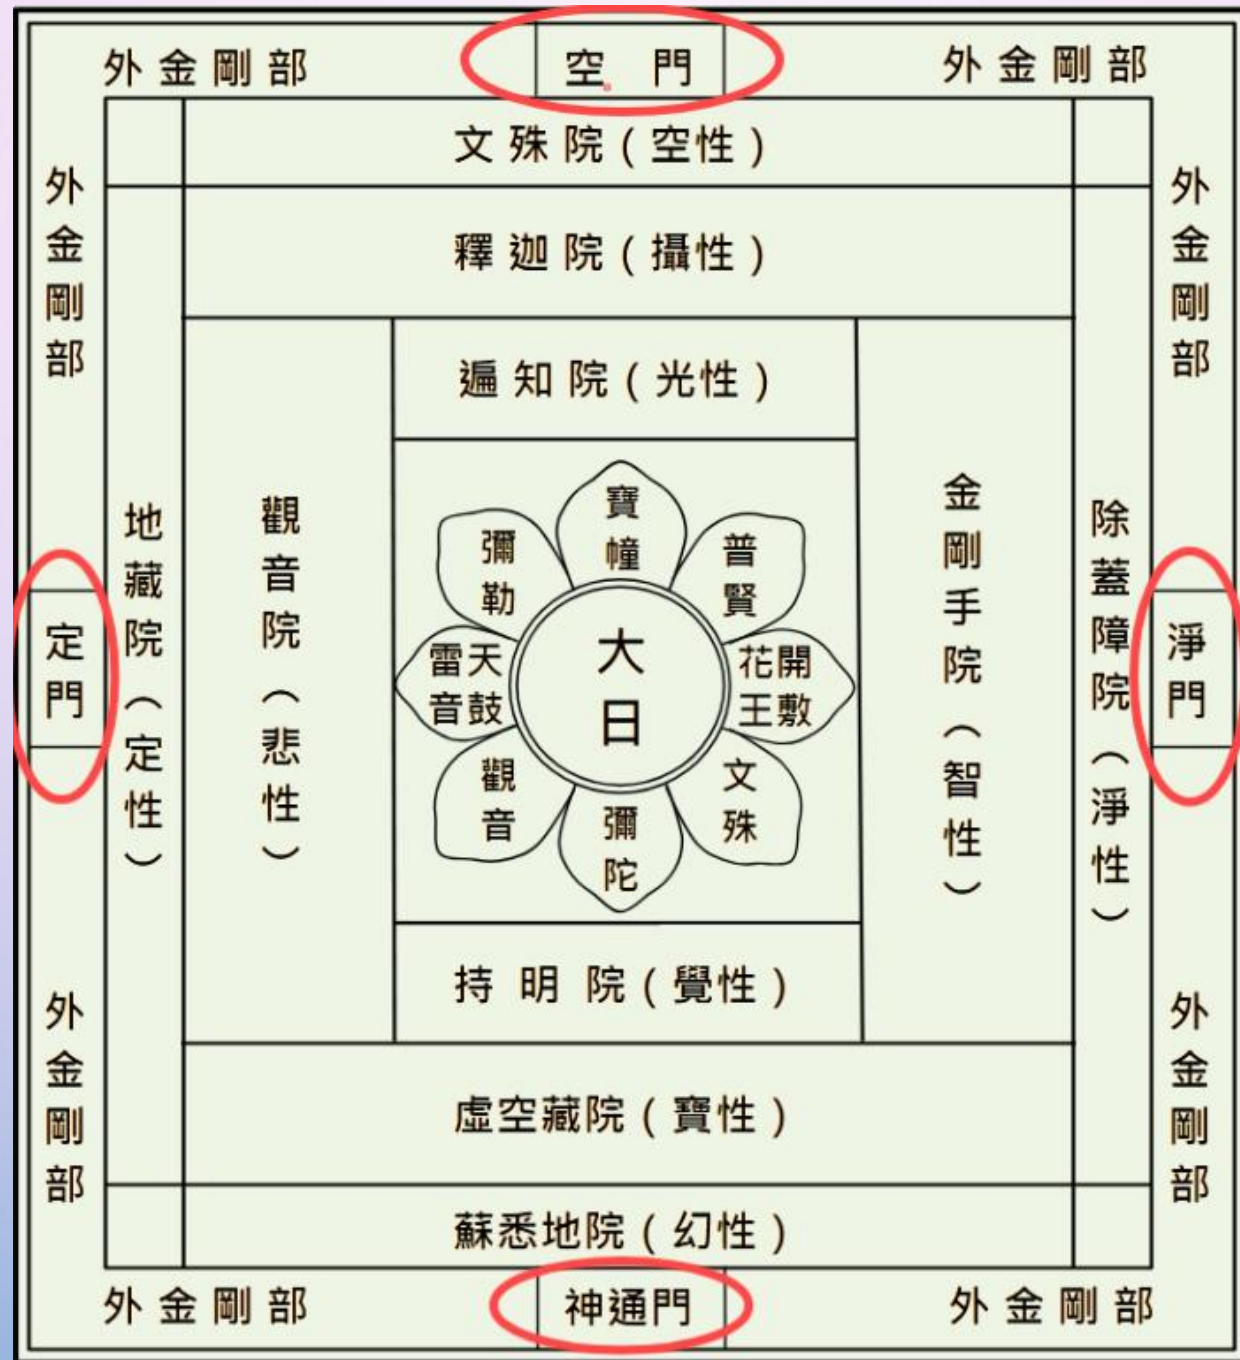 外金剛部
空門
外金剛部
文殊院（空性）
釋迦院（攝性）
遍知院（光性）
外金剛部
定門
外金剛部
地藏院（定性）
觀音院（悲性）
寶幢
彌勒
普賢
天鼓
雷音
大日
開敷
花王
觀音
文殊
彌陀
金剛手院（智性）
除蓋障院（淨性）
外金剛部
淨門
外金剛部
持明院（覺性）
虛空藏院（寶性）
蘇悉地院（幻性）
外金剛部
神通門
外金剛部